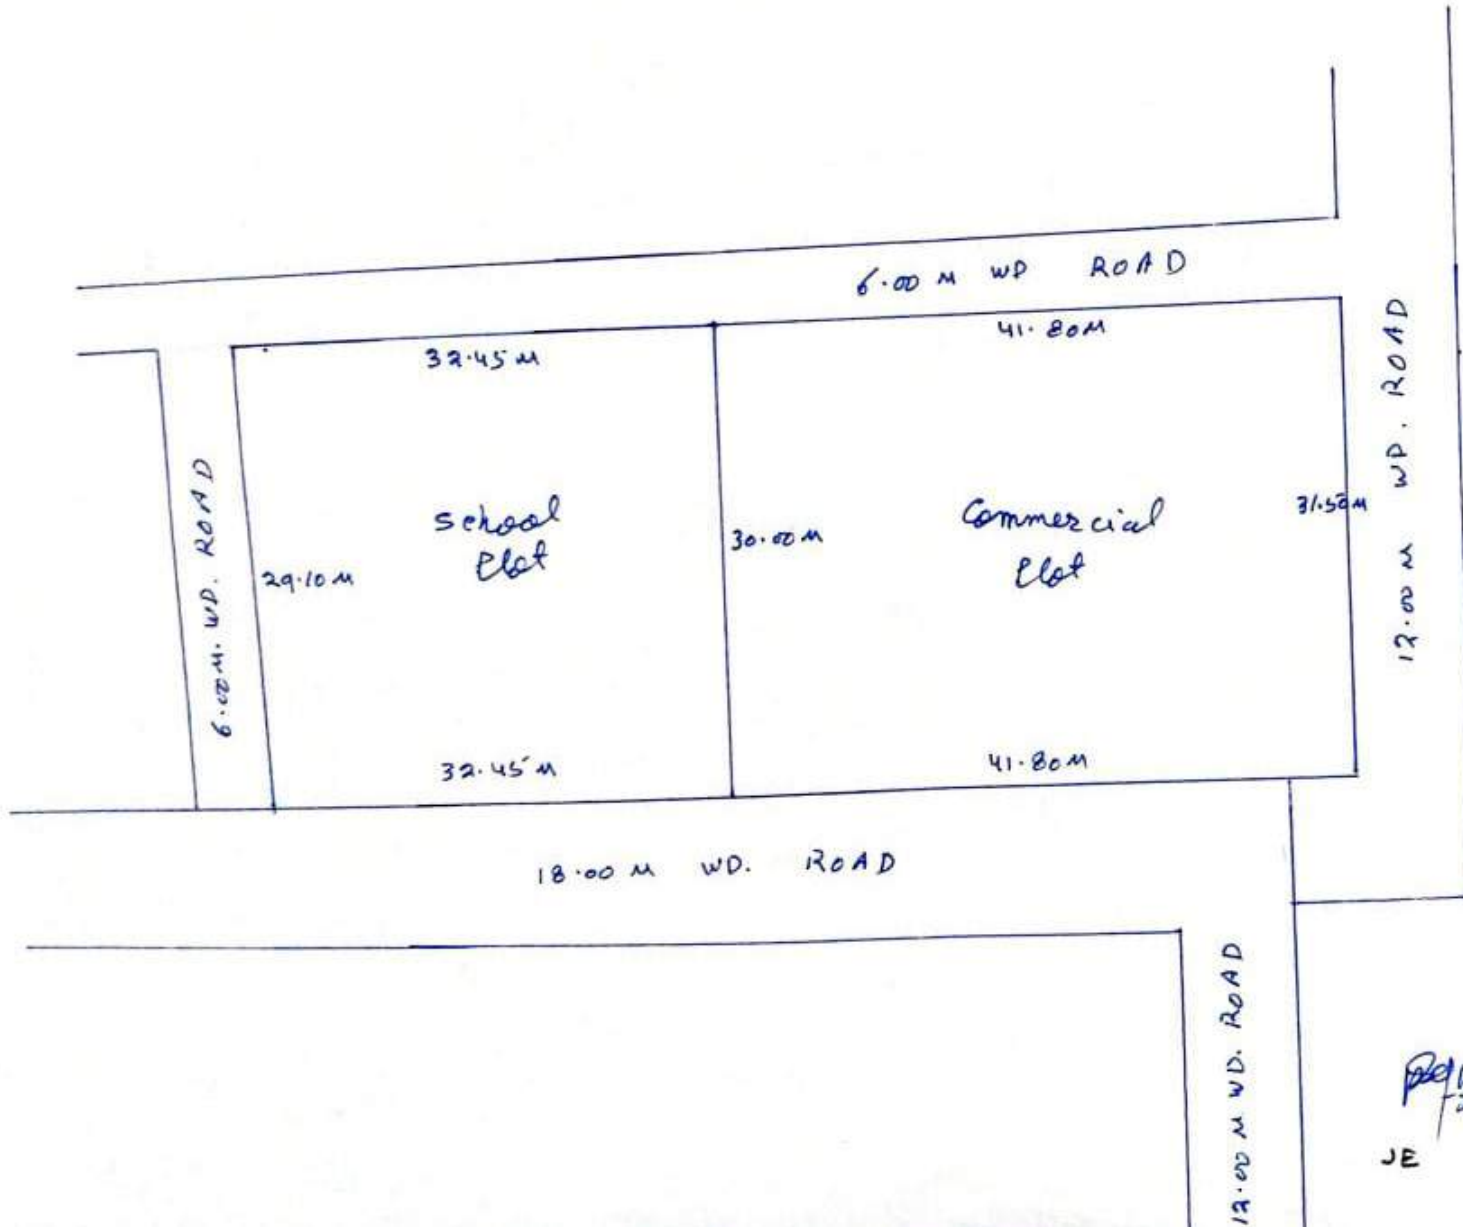 6.00 M WD ROAD
32.45 M
41.80M
6.00M. WD. ROAD
29.10 M
School
Plot
30.00 M
Commercial
Plot
31.50M
12.00 M WD. ROAD
32.45 M
41.80M
18.00 M WD. ROAD
12.00 M WD. ROAD
JE